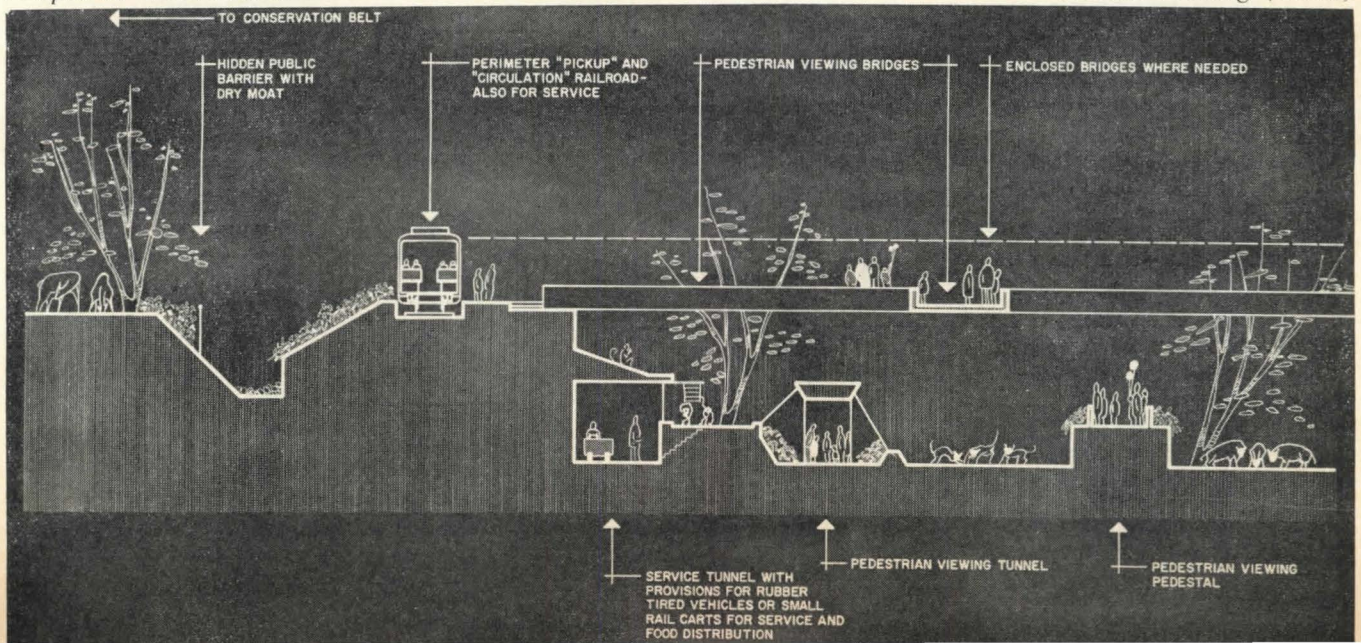 TO CONSERVATION BELT
HIDDEN PUBLIC
BARRIER WITH
DRY MOAT
PERIMETER "PICKUP" AND
"CIRCULATION" RAILROAD-
ALSO FOR SERVICE
PEDESTRIAN VIEWING BRIDGES
ENCLOSED BRIDGES WHERE NEEDED
SERVICE TUNNEL WITH
PROVISIONS FOR RUBBER
TIRED VEHICLES OR SMALL
RAIL CARTS FOR SERVICE AND
FOOD DISTRIBUTION
PEDESTRIAN VIEWING TUNNEL
PEDESTRIAN VIEWING
PEDESTAL